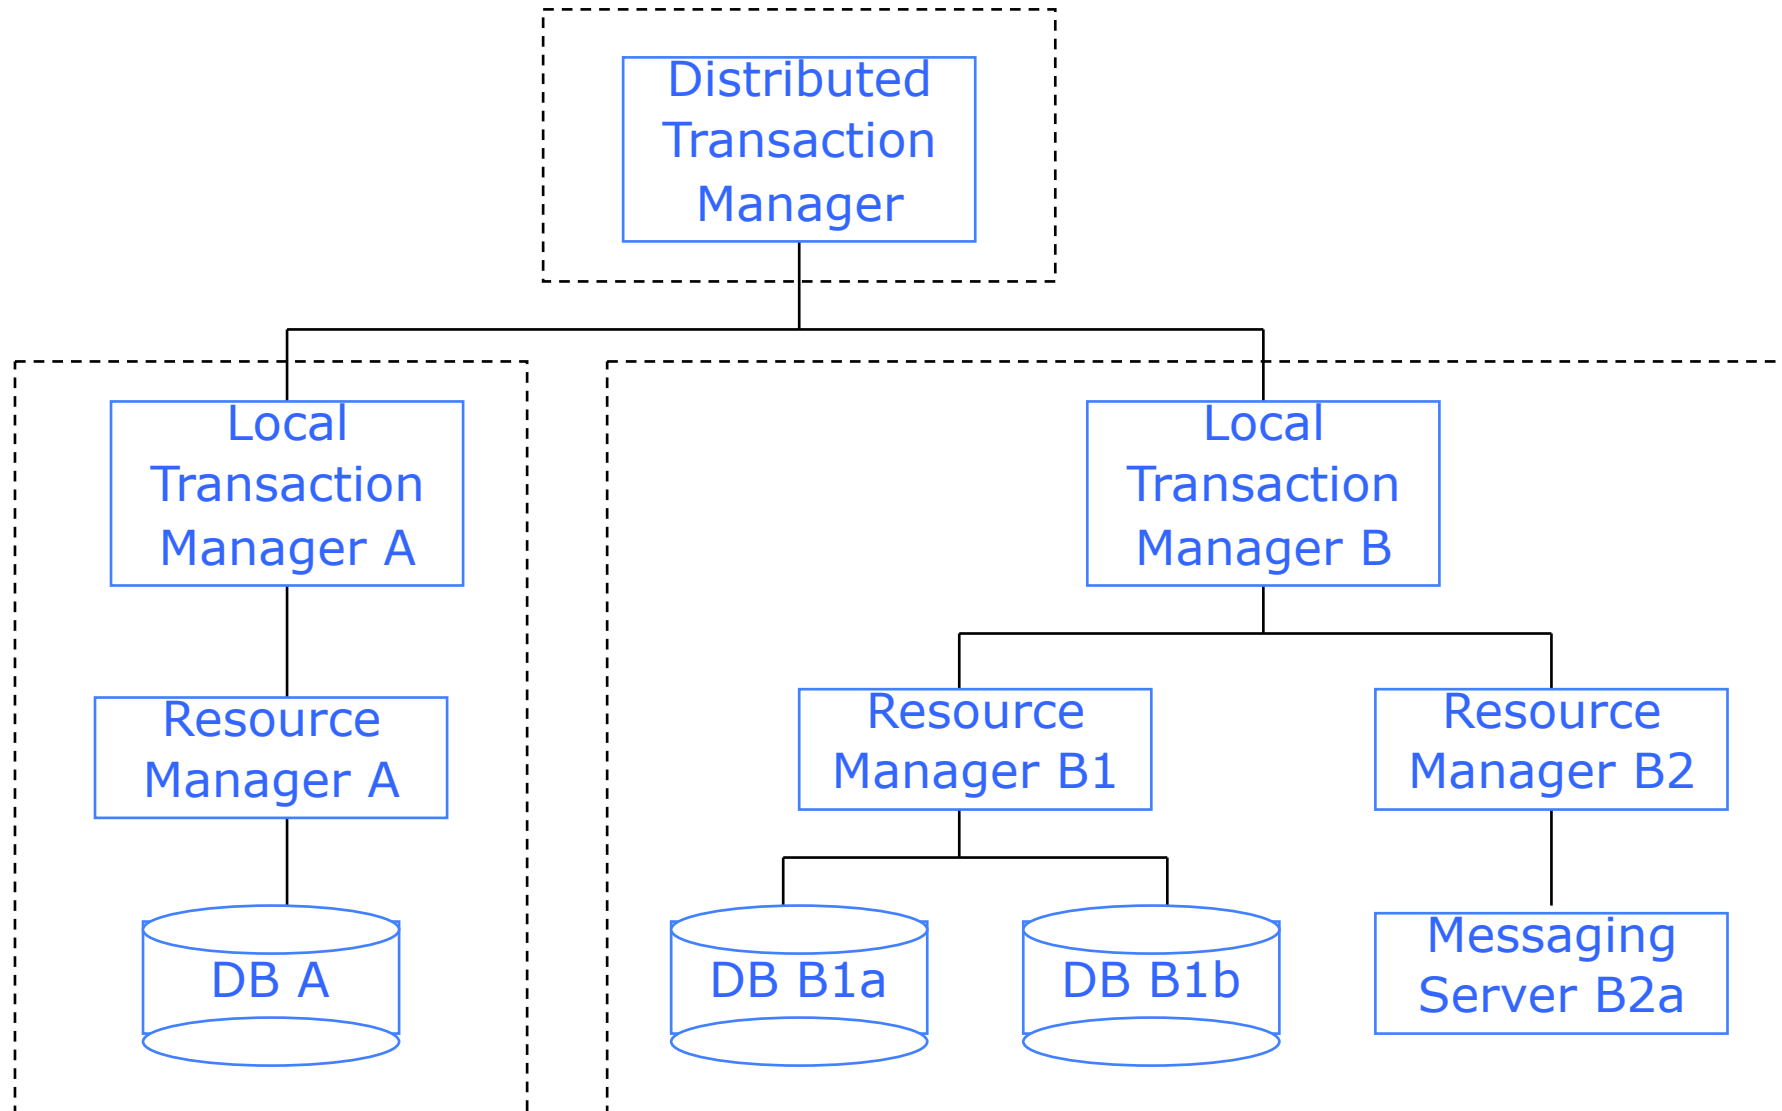 Distributed
Transaction
Manager
Local
Transaction
Manager A
Local
Transaction
Manager B
Resource
Manager A
Resource
Manager B1
Resource
Manager B2
DB A
DB B1a
DB B1b
Messaging
Server B2a